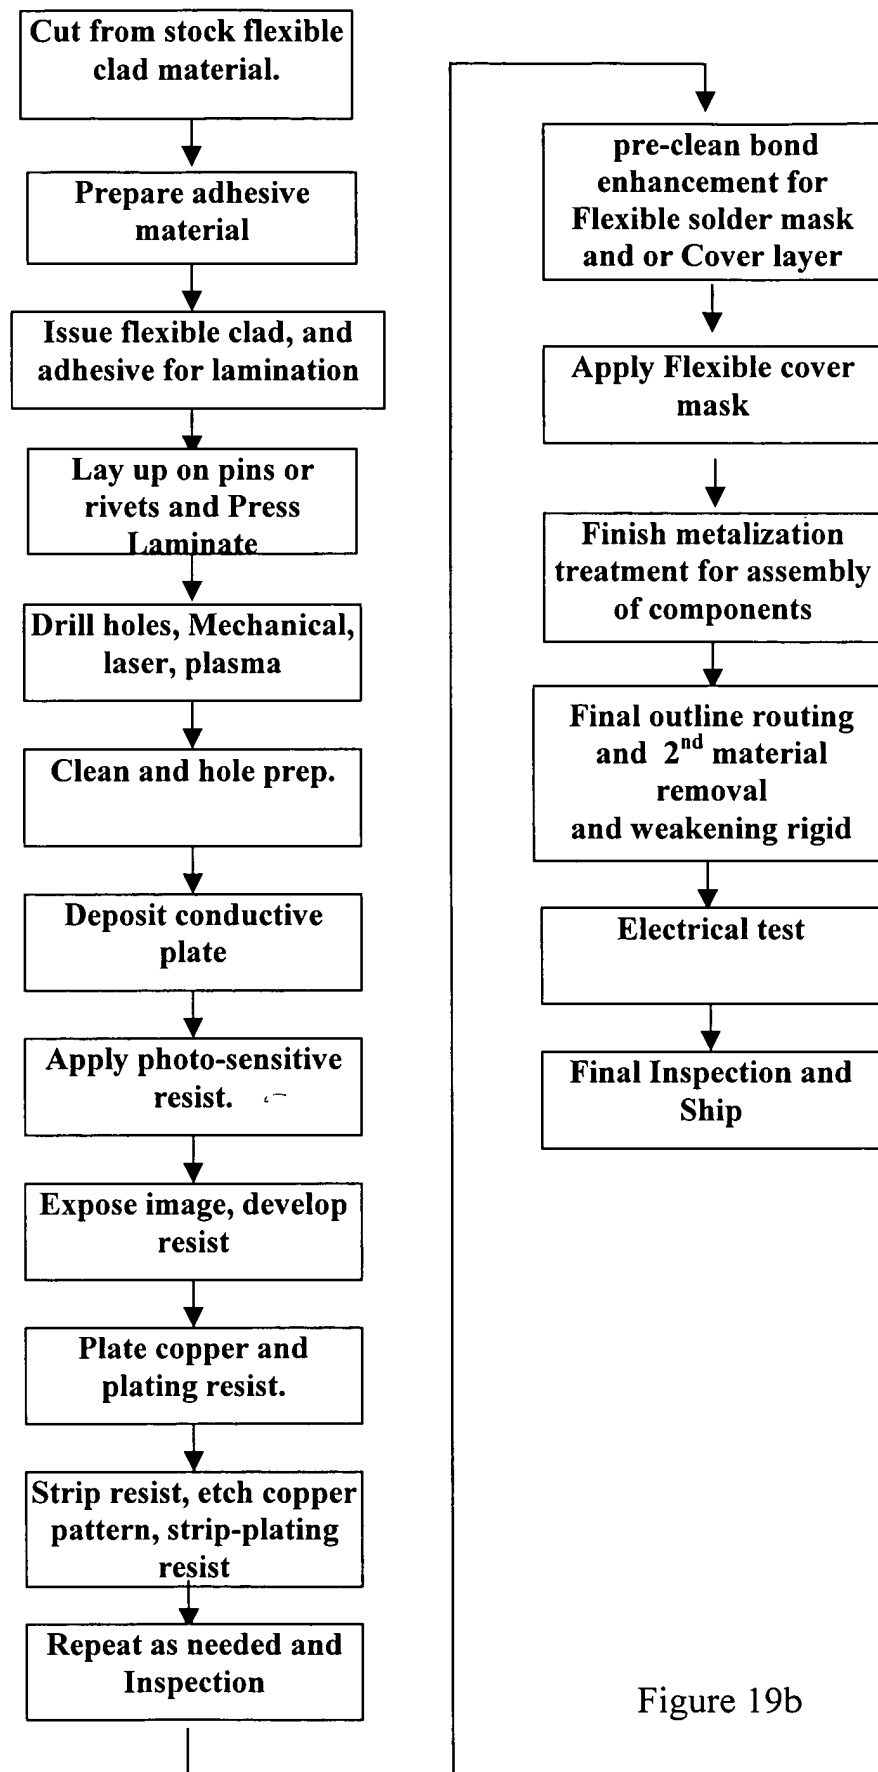 Cut from stock flexible
clad material.
Prepare adhesive
material
Issue flexible clad, and
adhesive for lamination
Lay up on pins or
rivets and Press
Laminate
Drill holes, Mechanical,
laser, plasma
Clean and hole prep.
Deposit conductive
plate
Apply photo-sensitive
resist.
Expose image, develop
resist
Plate copper and
plating resist.
Strip resist, etch copper
pattern, strip-plating
resist
Repeat as needed and
Inspection
pre-clean bond
enhancement for
Flexible solder mask
and or Cover layer
Apply Flexible cover
mask
Finish metalization
treatment for assembly
of components
Final outline routing
and 2nd material
removal
and weakening rigid
Electrical test
Final Inspection and
Ship
Figure 19b